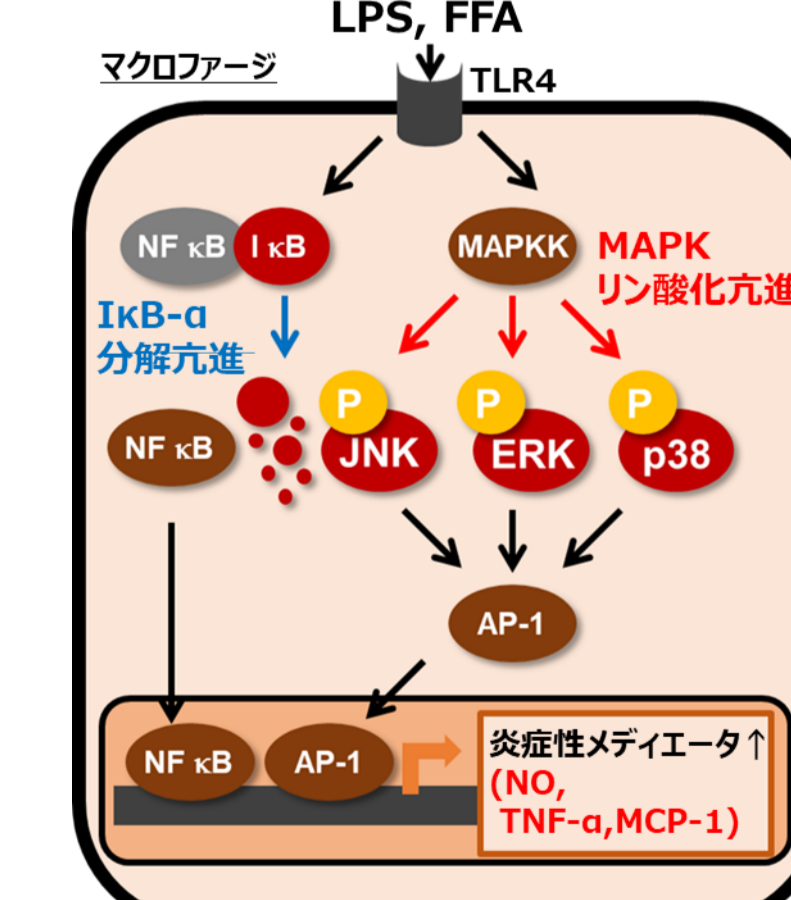 LPS, FFA
マクロファージ
TLR4
NF κB
I κB
MAPKK
MAPK
リン酸化亢進
IκB-α
分解亢進
P
P
P
NF κB
JNK
ERK
p38
AP-1
NF κB
AP-1
炎症性メディエータ↑
(NO,
TNF-α,MCP-1)